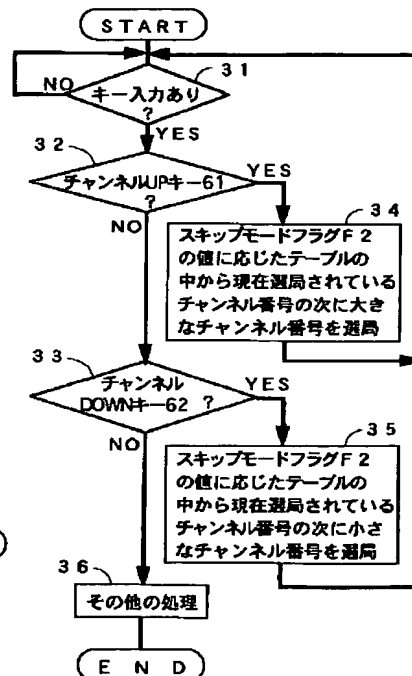 START
31
NO
キー入力あり
?
YES
32
チャンネルUPキー61
?
YES
NO
34
スキップモードフラグF2
の値に応じたテーブルの
中から現在選局されている
チャンネル番号の次に大き
なチャンネル番号を選局
33
チャンネル
DOWNキー62 ?
YES
NO
35
スキップモードフラグF2
の値に応じたテーブルの
中から現在選局されている
チャンネル番号の次に小さ
なチャンネル番号を選局
)
36
その他の処理
END